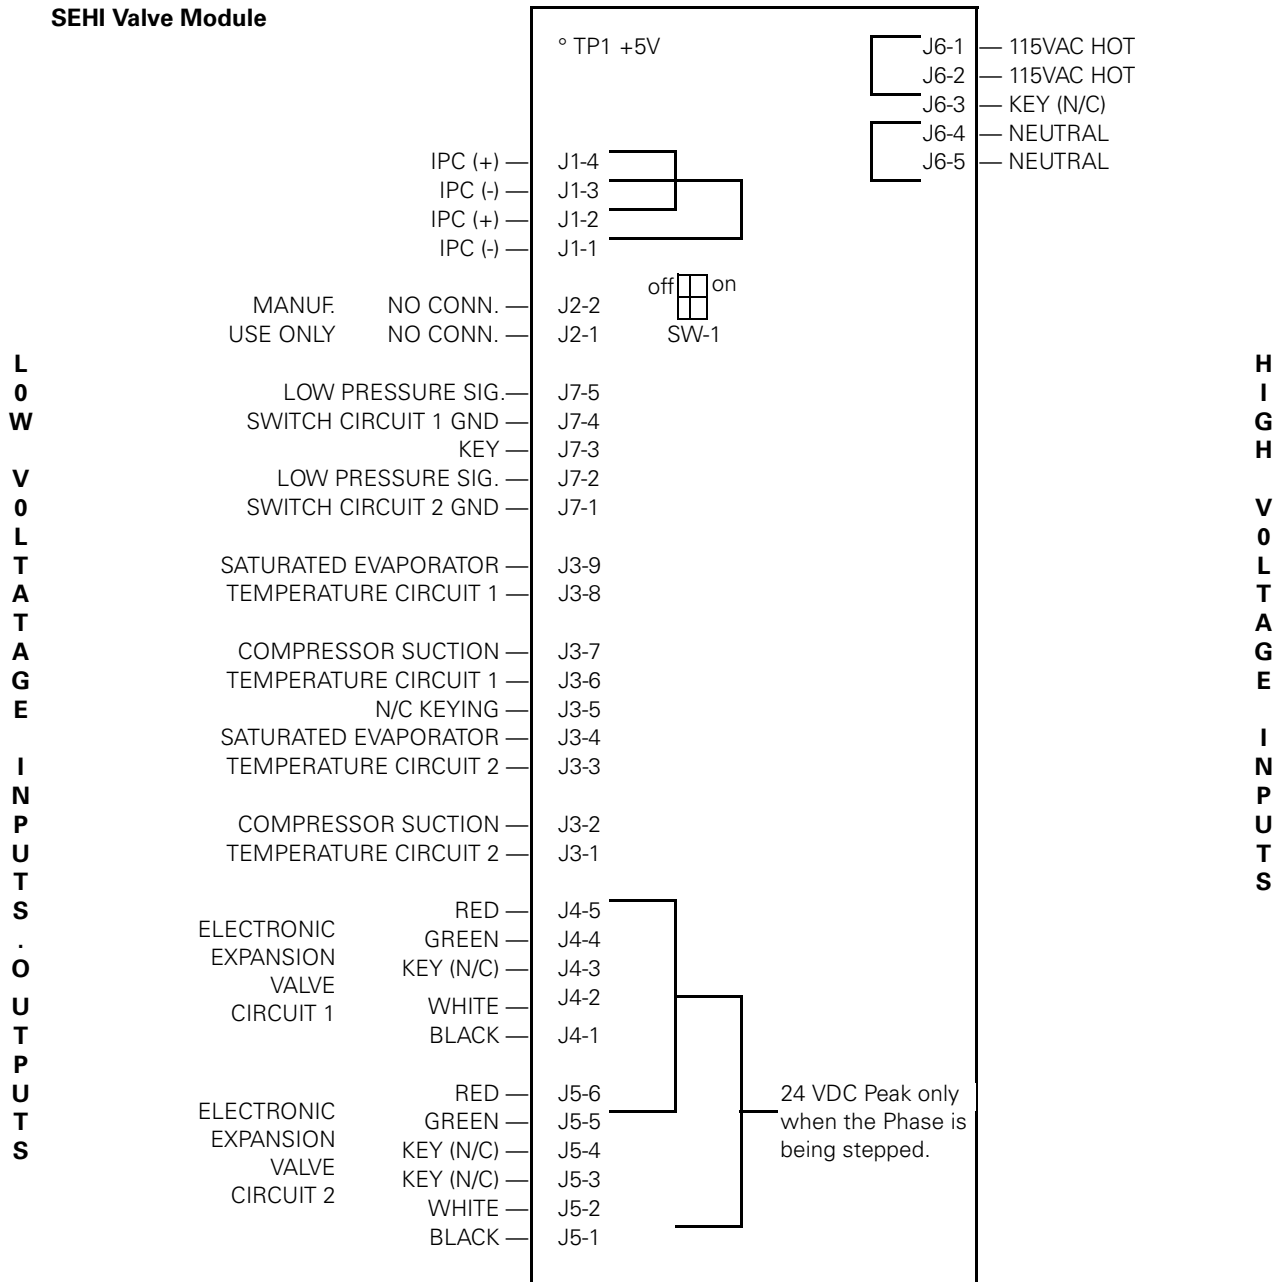 SEHI Valve Module
° TP1 +5V
J6-1 — 115VAC HOT
J6-2 — 115VAC HOT
J6-3 — KEY (N/C)
J6-4 — NEUTRAL
J6-5 — NEUTRAL
IPC (+) — J1-4
IPC (-) — J1-3
IPC (+) — J1-2
IPC (-) — J1-1
off on
SW-1
MANUF. NO CONN. — J2-2
USE ONLY NO CONN. — J2-1
LOW PRESSURE SIG.— J7-5
SWITCH CIRCUIT 1 GND — J7-4
KEY — J7-3
LOW PRESSURE SIG. — J7-2
SWITCH CIRCUIT 2 GND — J7-1
SATURATED EVAPORATOR — J3-9
TEMPERATURE CIRCUIT 1 — J3-8
COMPRESSOR SUCTION — J3-7
TEMPERATURE CIRCUIT 1 — J3-6
N/C KEYING — J3-5
SATURATED EVAPORATOR — J3-4
TEMPERATURE CIRCUIT 2 — J3-3
COMPRESSOR SUCTION — J3-2
TEMPERATURE CIRCUIT 2 — J3-1
ELECTRONIC
EXPANSION
VALVE
CIRCUIT 1
RED — J4-5
GREEN — J4-4
KEY (N/C) — J4-3
WHITE — J4-2
BLACK — J4-1
ELECTRONIC
EXPANSION
VALVE
CIRCUIT 2
RED — J5-6
GREEN — J5-5
KEY (N/C) — J5-4
KEY (N/C) — J5-3
WHITE — J5-2
BLACK — J5-1
24 VDC Peak only
when the Phase is
being stepped.
L0W V0LTATAGE INPUTS.OUTPUTS
HIGH V0LTAGE INPUTS